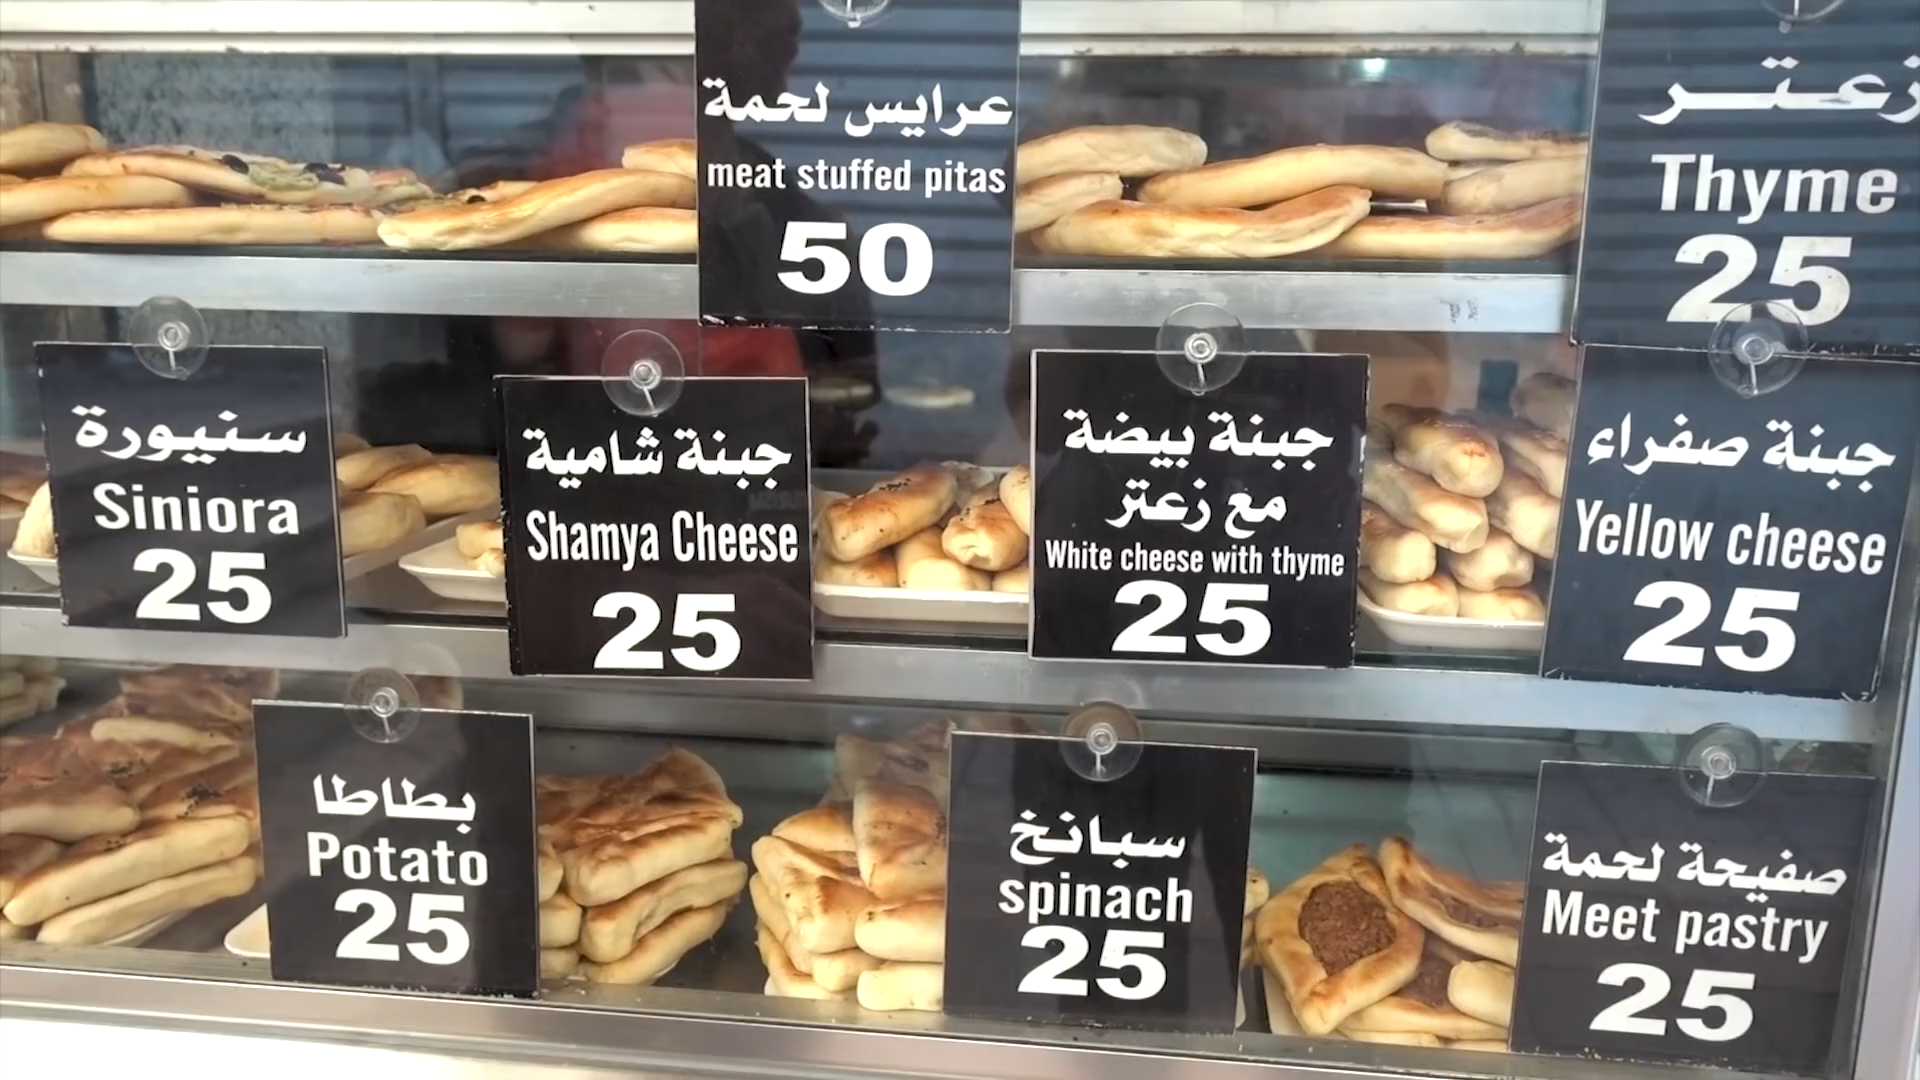 عرايس لحمة
meat stuffed pitas
50
زعتر
Thyme
25
سنيورة
Siniora
25
جبنة شامية
Shamya Cheese
25
جبنة بيضة
مع زعتر
White cheese with thyme
25
جبنة صفراء
Yellow cheese
25
بطاطا
Potato
25
سبانخ
spinach
25
صفيحة لحمة
Meet pastry
25